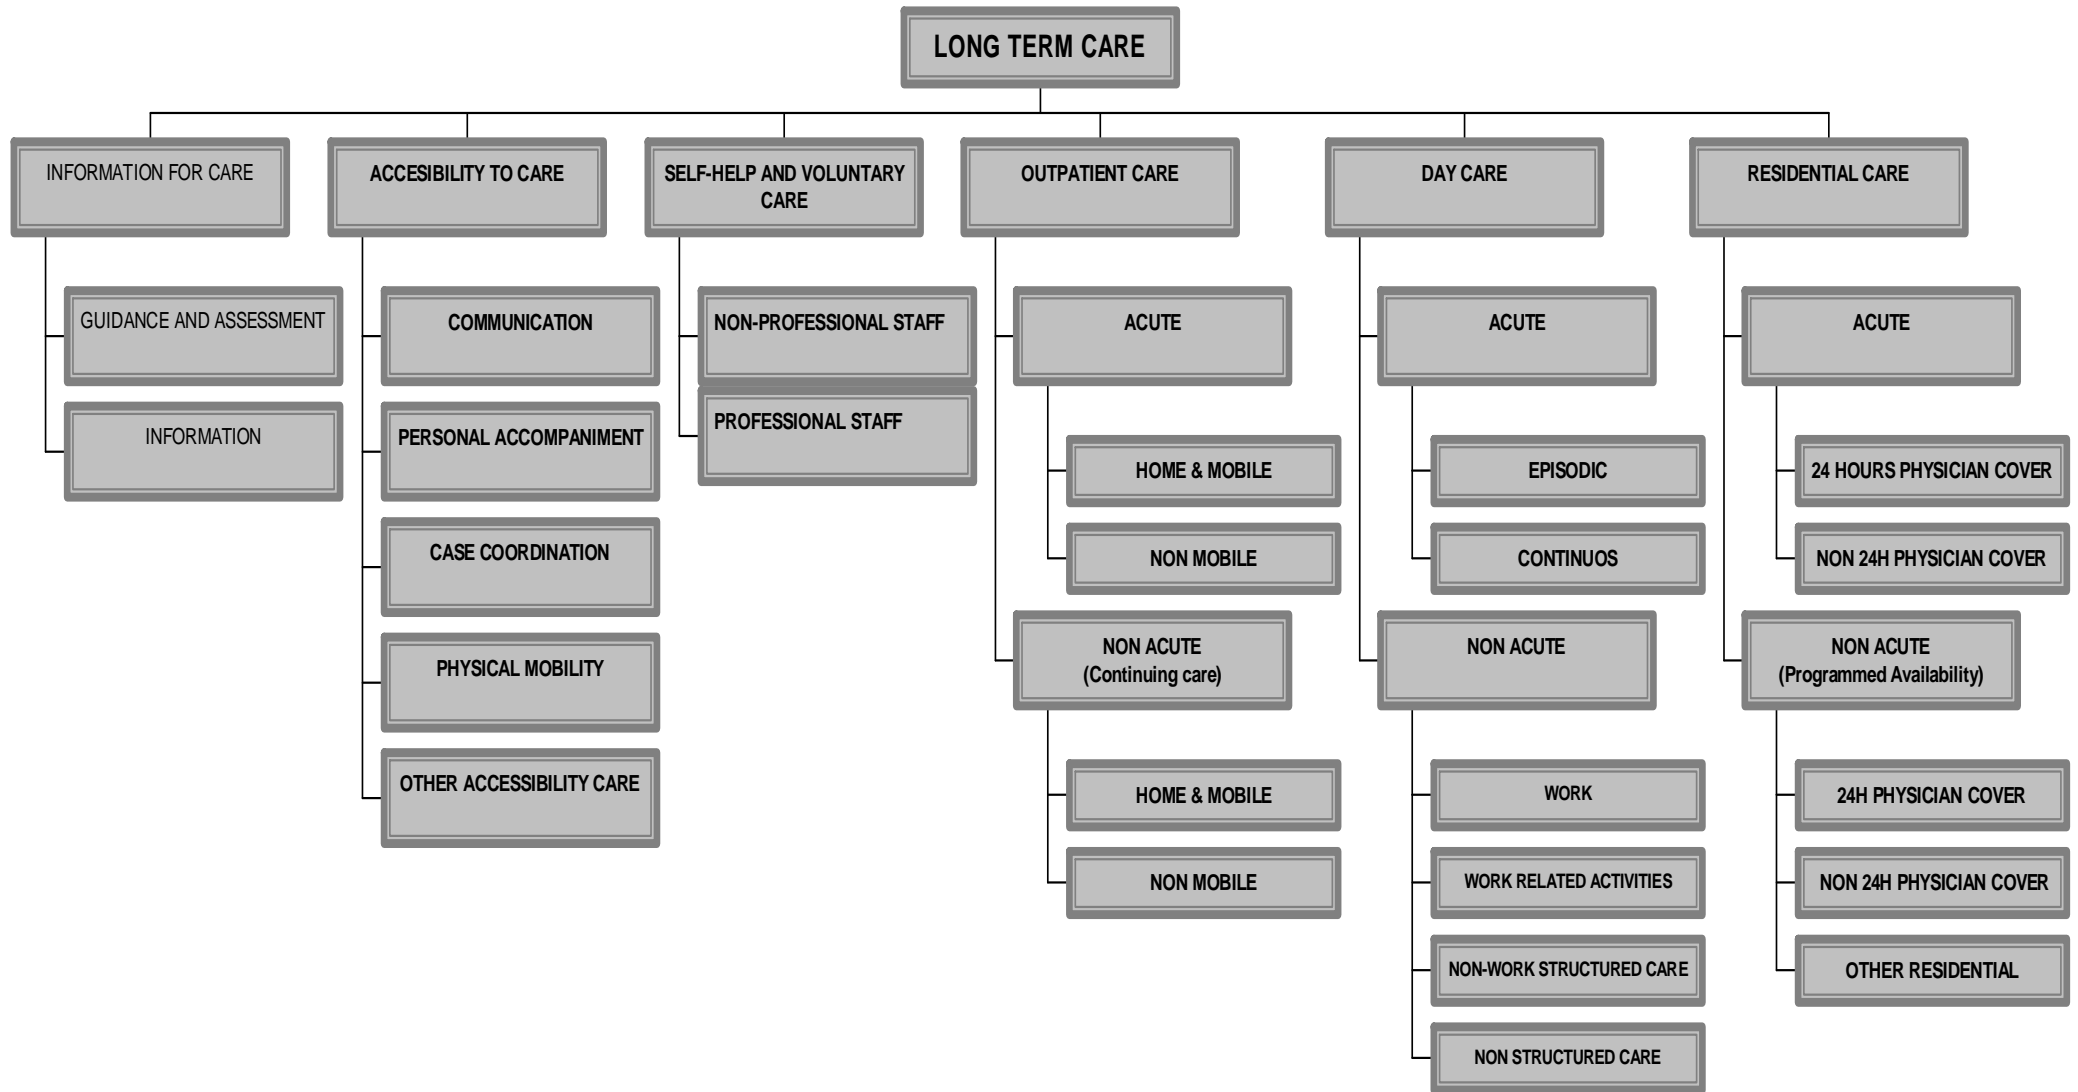 LONG TERM CARE
INFORMATION FOR CARE
GUIDANCE AND ASSESSMENT
INFORMATION
ACCESIBILITY TO CARE
COMMUNICATION
PERSONAL ACCOMPANIMENT
CASE COORDINATION
PHYSICAL MOBILITY
OTHER ACCESSIBILITY CARE
SELF-HELP AND VOLUNTARY
CARE
NON-PROFESSIONAL STAFF
PROFESSIONAL STAFF
OUTPATIENT CARE
ACUTE
HOME & MOBILE
NON MOBILE
NON ACUTE
(Continuing care)
HOME & MOBILE
NON MOBILE
DAY CARE
ACUTE
EPISODIC
CONTINUOS
NON ACUTE
WORK
WORK RELATED ACTIVITIES
NON-WORK STRUCTURED CARE
NON STRUCTURED CARE
RESIDENTIAL CARE
ACUTE
24 HOURS PHYSICIAN COVER
NON 24H PHYSICIAN COVER
NON ACUTE
(Programmed Availability)
24H PHYSICIAN COVER
NON 24H PHYSICIAN COVER
OTHER RESIDENTIAL